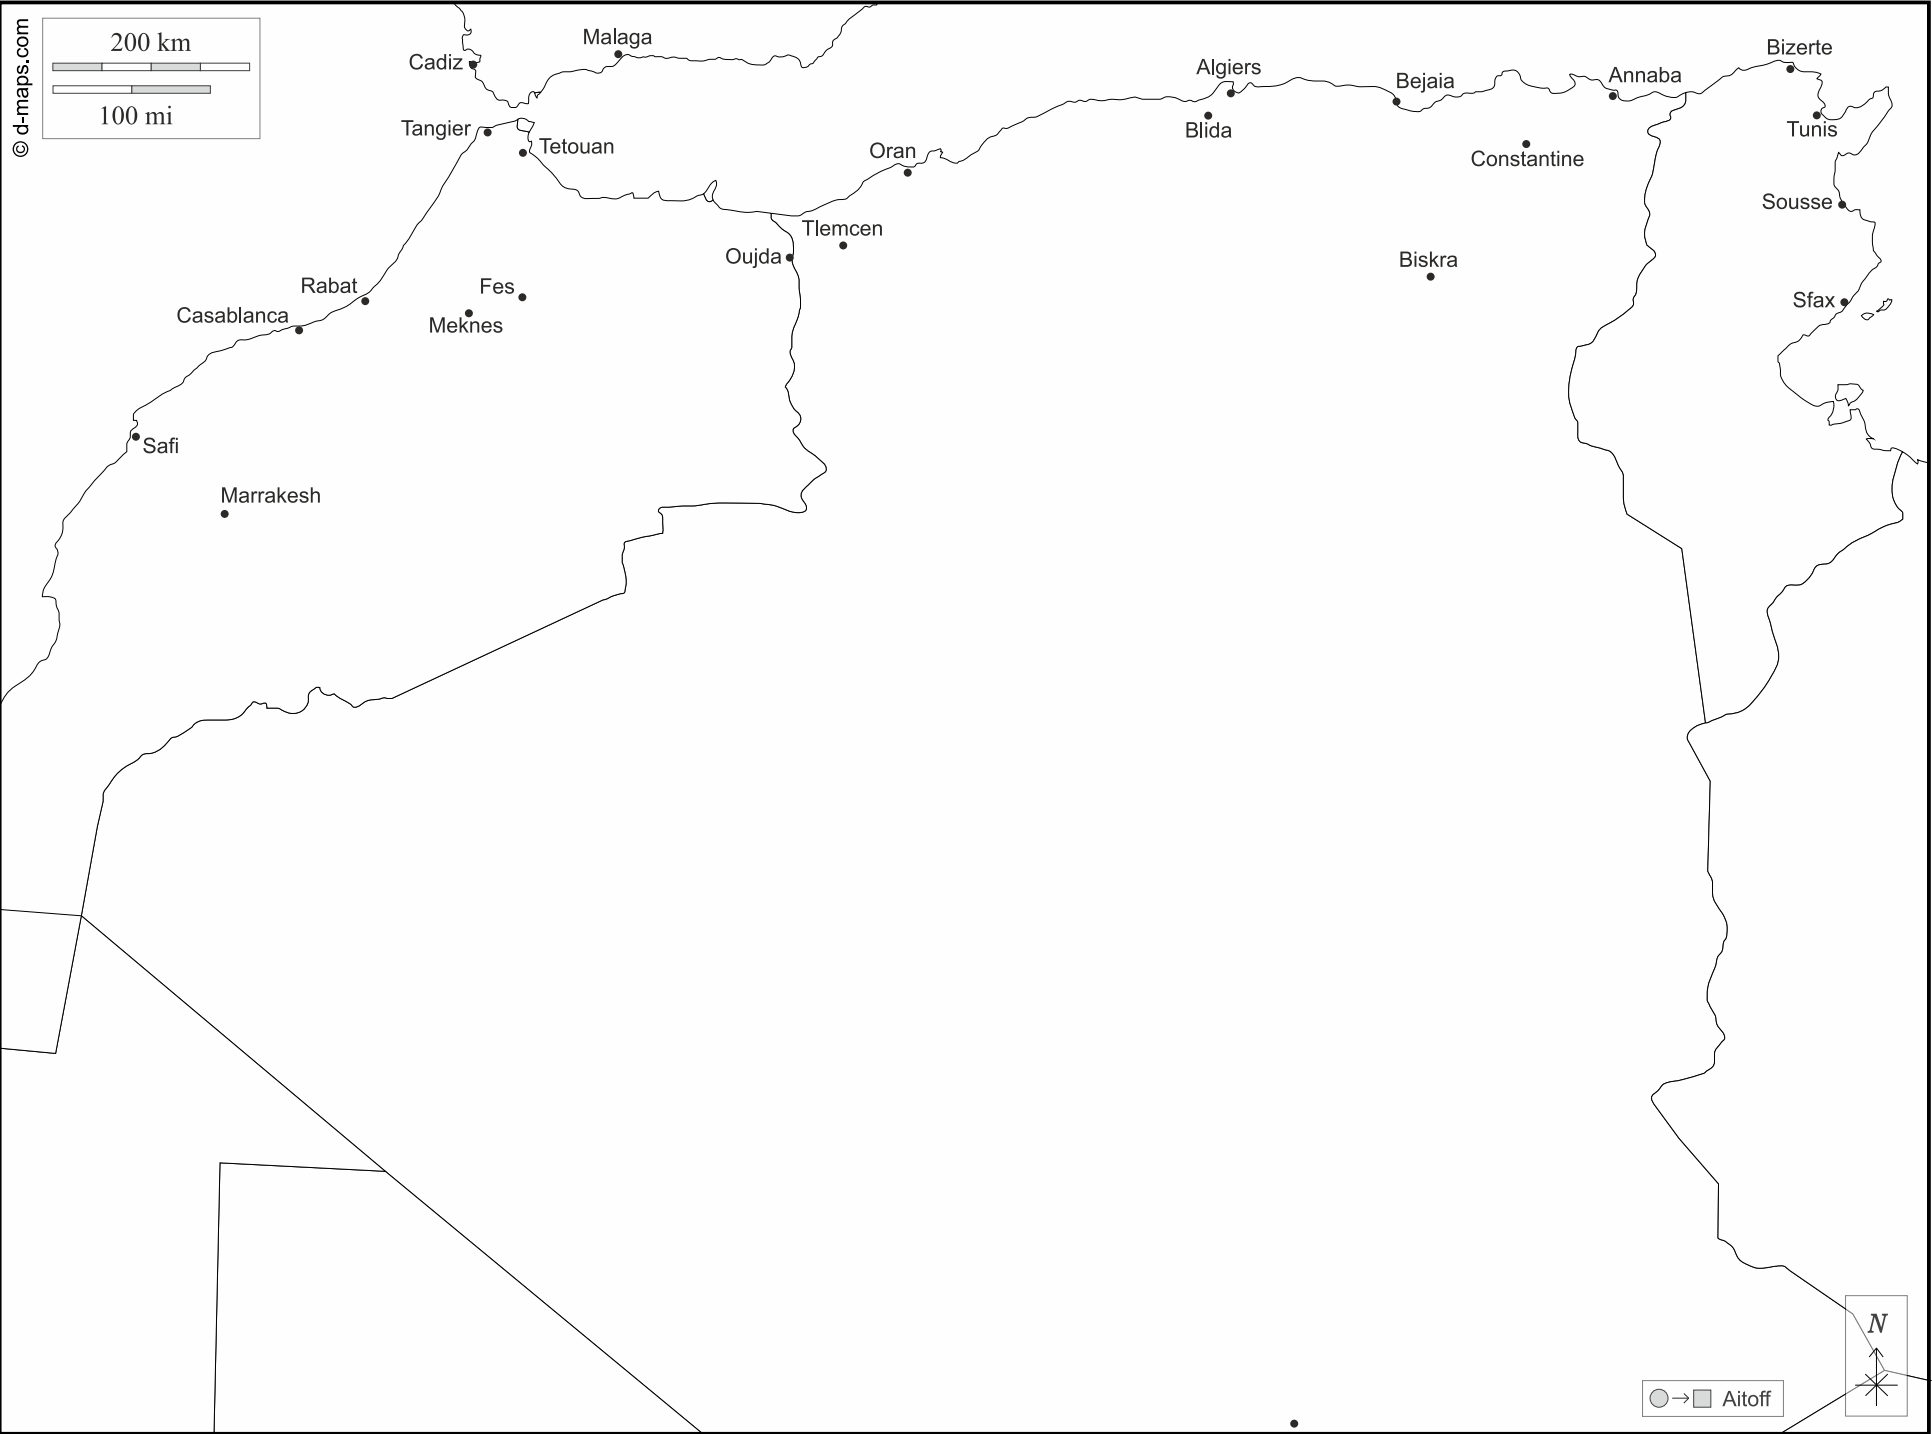 © d-maps.com
200 km
100 mi
Cadiz
Malaga
Tangier
Tetouan
Algiers
Blida
Bejaia
Annaba
Bizerte
Tunis
Constantine
Oran
Tlemcen
Oujda
Sousse
Biskra
Sfax
Rabat
Casablanca
Fes
Meknes
Safi
Marrakesh
N
Aitoff